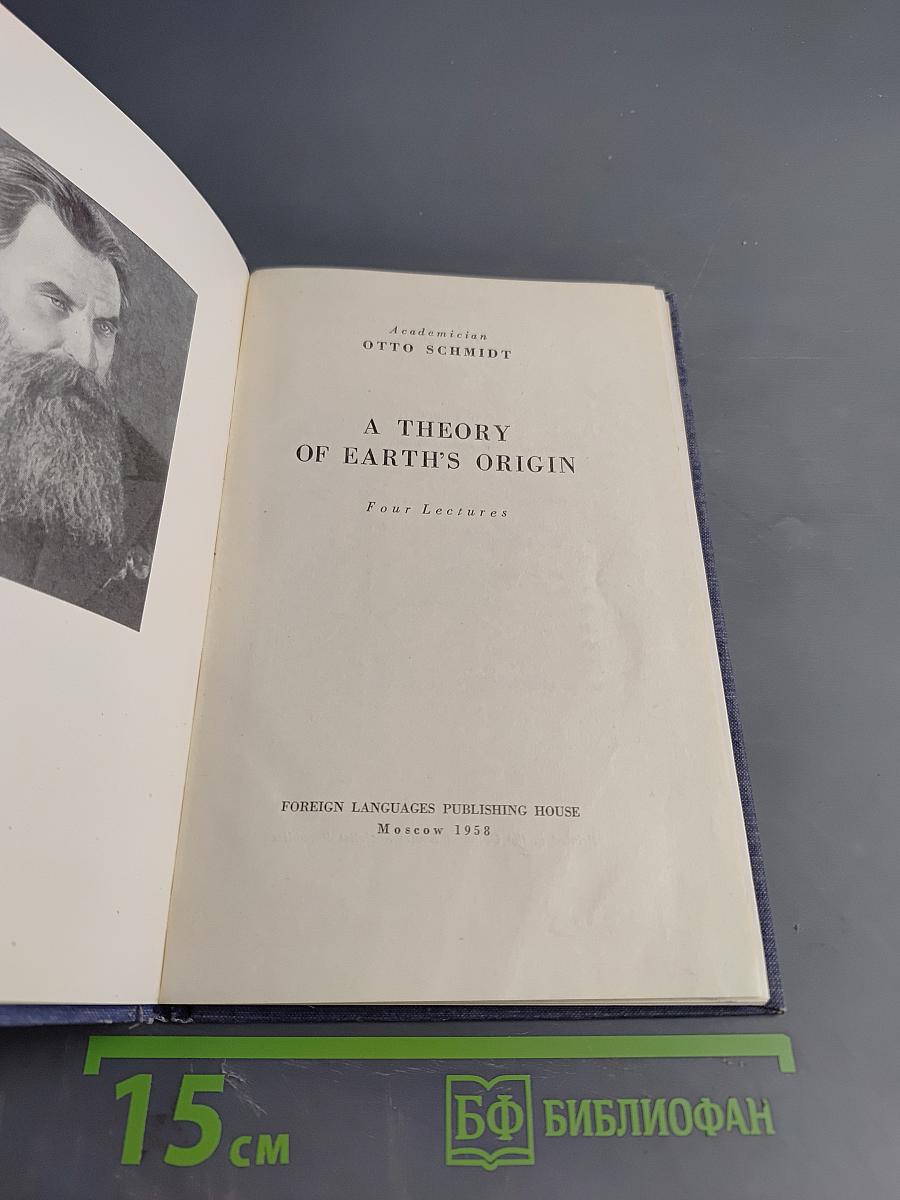 Academician
OTTO SCHMIDT
A THEORY
OF EARTH'S ORIGIN
Four Lectures
FOREIGN LANGUAGES PUBLISHING HOUSE
Moscow 1958
15 см
БФ БИБЛИОФАН